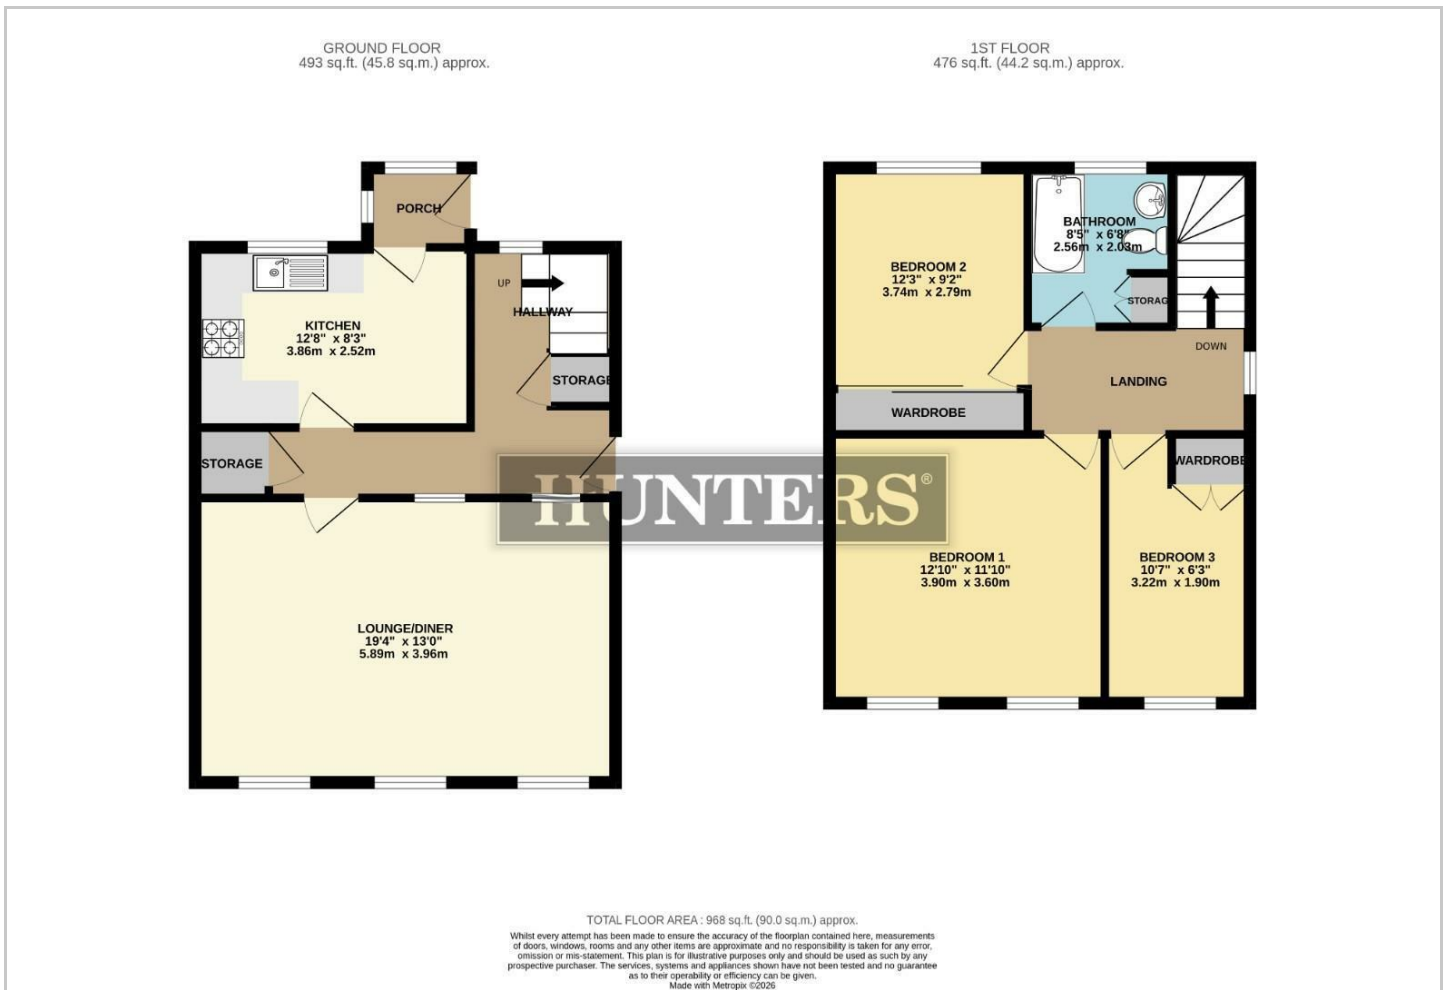 GROUND FLOOR
493 sq.ft. (45.8 sq.m.) approx.
1ST FLOOR
476 sq.ft. (44.2 sq.m.) approx.
PORCH
KITCHEN
12'8" x 8'3"
3.86m x 2.52m
UP
HALLWAY
STORAGE
STORAGE
LOUNGE/DINER
19'4" x 13'0"
5.89m x 3.96m
HUNTERS®
BEDROOM 2
12'3" x 9'2"
3.74m x 2.79m
BATHROOM
8'5" x 6'8"
2.56m x 2.03m
STORAG
DOWN
LANDING
WARDROBE
WARDROBE
BEDROOM 1
12'10" x 11'10"
3.90m x 3.60m
BEDROOM 3
10'7" x 6'3"
3.22m x 1.90m
TOTAL FLOOR AREA : 968 sq.ft. (90.0 sq.m.) approx.
Whilst every attempt has been made to ensure the accuracy of the floorplan contained here, measurements
of doors, windows, rooms and any other items are approximate and no responsibility is taken for any error,
omission or mis-statement. This plan is for illustrative purposes only and should be used as such by any
prospective purchaser. The services, systems and appliances shown have not been tested and no guarantee
as to their operability or efficiency can be given.
Made with Metropix ©2026